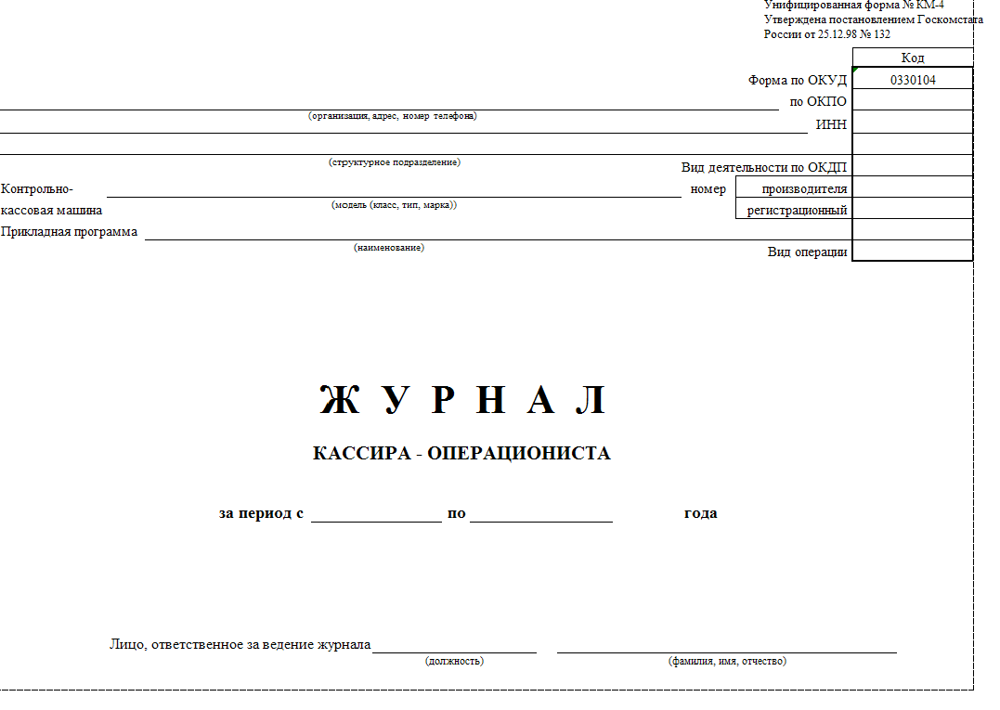 Унифицированная форма № КМ-4
Утверждена постановлением Госкомстата
России от 25.12.98 № 132
Код
Форма по ОКУД 0330104
по ОКПО
(организация, адрес, номер телефона)
ИНН
(структурное подразделение)
Вид деятельности по ОКДП
Контрольно- номер производителя
(модель (класс, тип, марка))
кассовая машина регистрационный
Прикладная программа
(наименование)
Вид операции
ЖУРНАЛ
КАССИРА - ОПЕРАЦИОНИСТА
за период с по года
Лицо, ответственное за ведение журнала
(должность) (фамилия, имя, отчество)